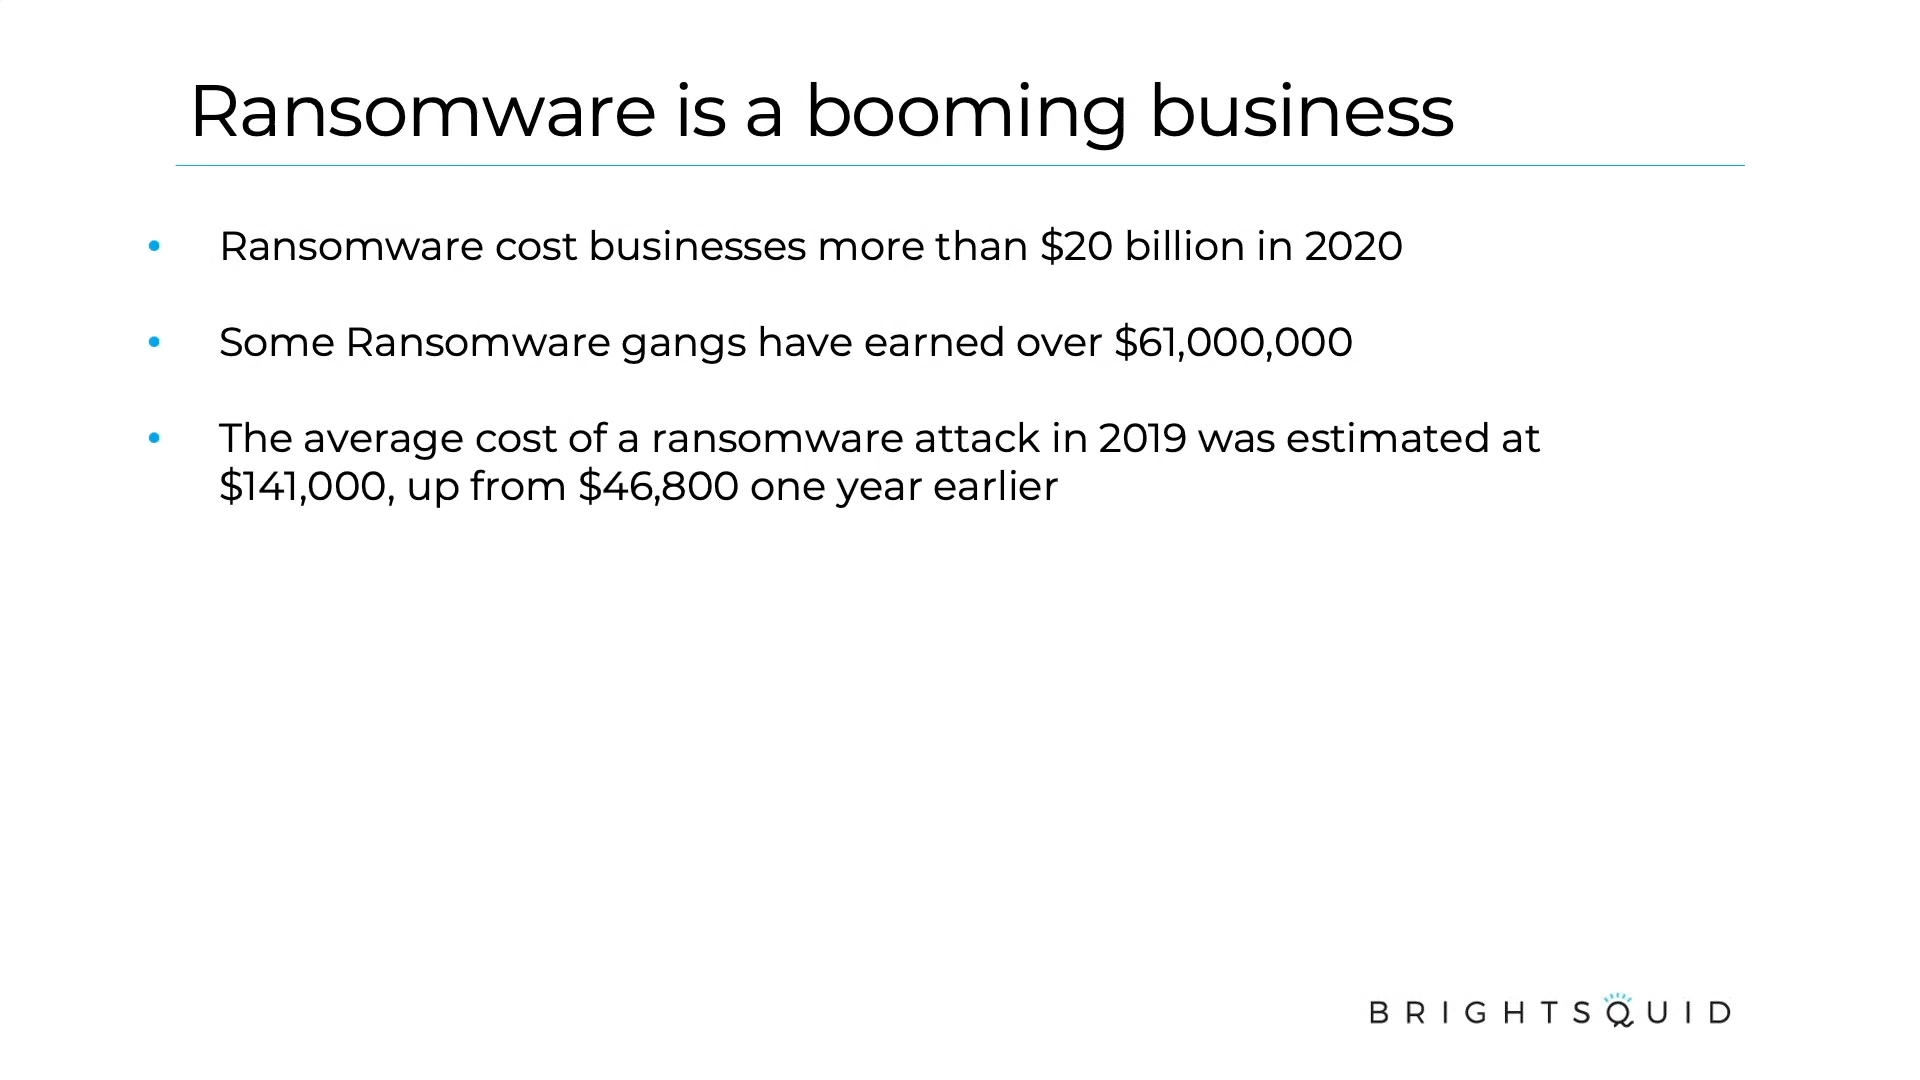 Ransomware is a booming business
• Ransomware cost businesses more than $20 billion in 2020
• Some Ransomware gangs have earned over $61,000,000
• The average cost of a ransomware attack in 2019 was estimated at
$141,000, up from $46,800 one year earlier
BRIGHTSQUID